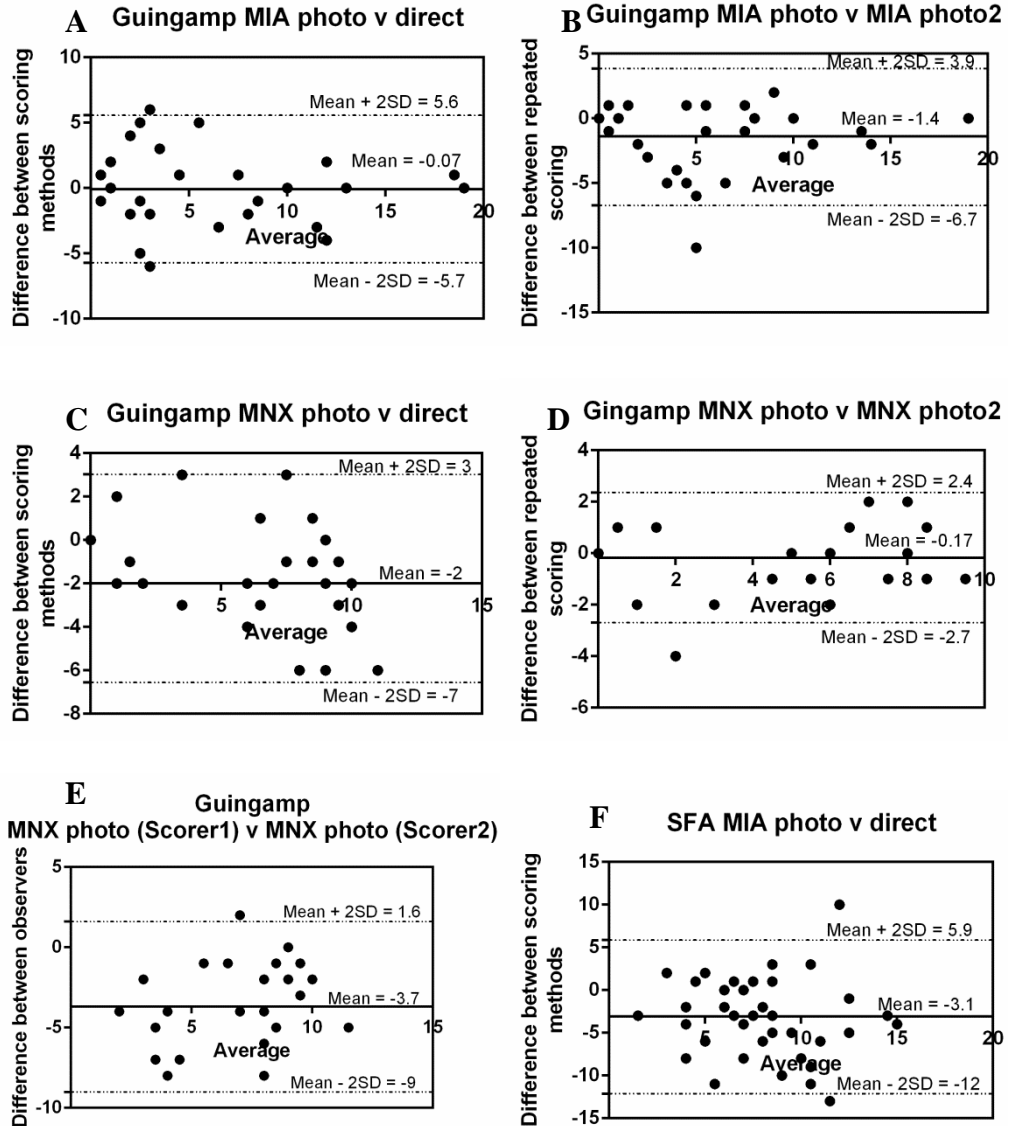 A
Guingamp MIA photo v direct
10
Mean + 2SD = 5.6
5
Mean = -0.07
0
5
10
15
20
Average
-5
Mean - 2SD = -5.7
-10
Difference between scoring
methods
B
Guingamp MIA photo v MIA photo2
5
Mean + 2SD = 3.9
0
Mean = -1.4
5
10
15
20
-5
Average
Mean - 2SD = -6.7
-10
-15
Difference between repeated
scoring
C
Guingamp MNX photo v direct
4
Mean + 2SD = 3
2
0
Mean = -2
-2
5
10
15
-4
Average
-6
Mean - 2SD = -7
-8
Difference between scoring
methods
D
Gingamp MNX photo v MNX photo2
4
Mean + 2SD = 2.4
2
Mean = -0.17
0
2
4
6
8
10
-2
Average
Mean - 2SD = -2.7
-4
-6
Difference between repeated
scoring
E
Guingamp
MNX photo (Scorer1) v MNX photo (Scorer2)
5
Mean + 2SD = 1.6
0
Mean = -3.7
5
10
15
-5
Average
Mean - 2SD = -9
-10
Difference between observers
F
SFA MIA photo v direct
15
10
Mean + 2SD = 5.9
5
0
Mean = -3.1
5
10
15
20
-5
Average
-10
Mean - 2SD = -12
-15
Difference between scoring
methods